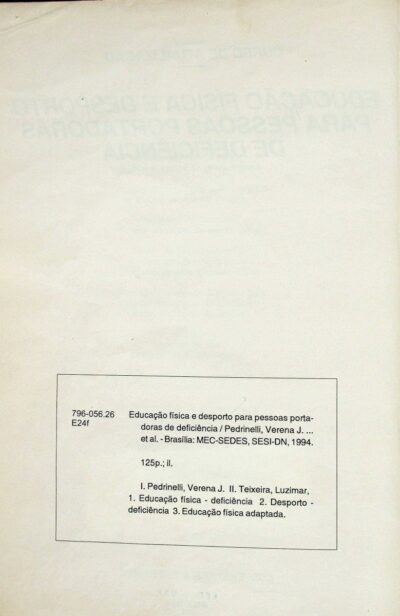 796-056.26
E24f
Educação física e desporto para pessoas porta-
doras de deficiência / Pedrinelli, Verena J. ...
et al. - Brasília: MEC-SEDES, SESI-DN, 1994.
125p.; il.
I. Pedrinelli, Verena J. II. Teixeira, Luzimar,
1. Educação física - deficiência 2. Desporto -
deficiência 3. Educação física adaptada.